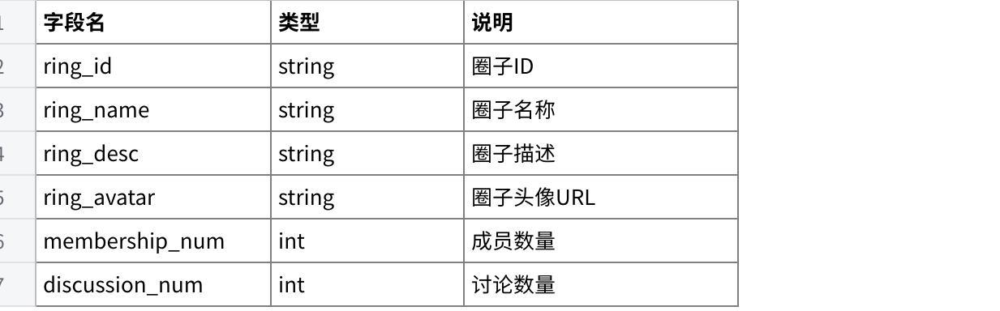 字段名 类型 说明
2 ring_id string 圈子ID
3 ring_name string 圈子名称
4 ring_desc string 圈子描述
5 ring_avatar string 圈子头像URL
6 membership_num int 成员数量
7 discussion_num int 讨论数量